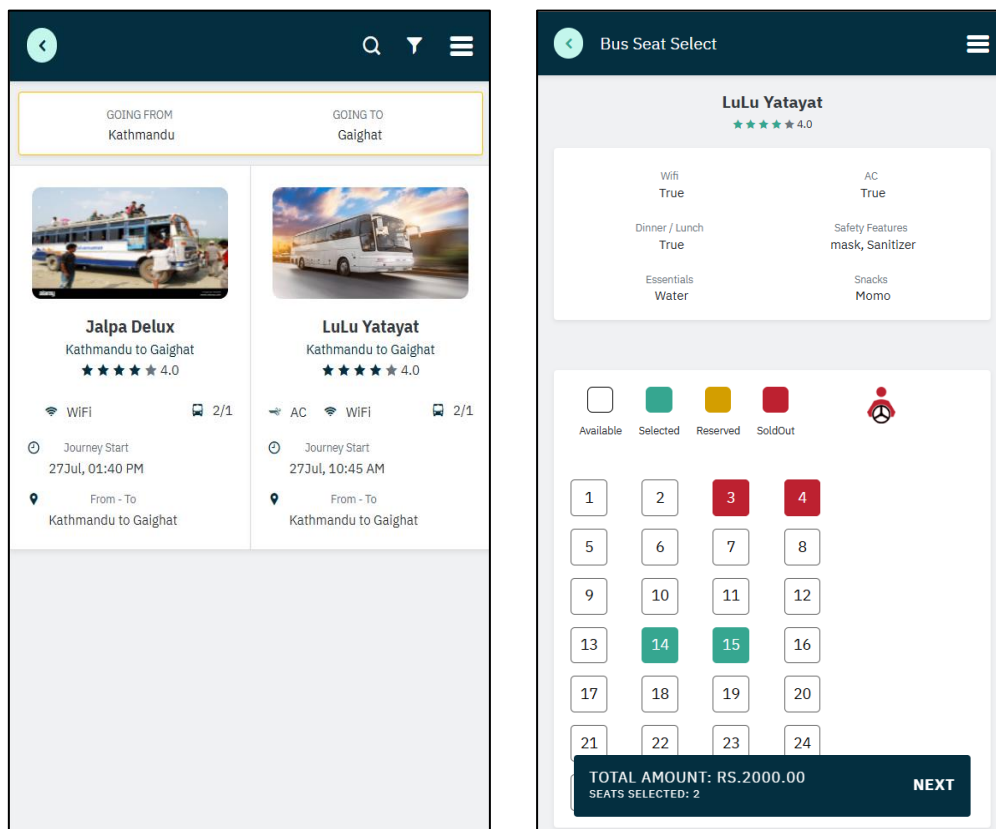 GOING FROM
GOING TO
Kathmandu
Gaighat
alamy
Jalpa Delux
Kathmandu to Gaighat
4.0
WiFi
2/1
Journey Start
27Jul, 01:40 PM
From - To
Kathmandu to Gaighat
LuLu Yatayat
Kathmandu to Gaighat
4.0
AC WiFi
2/1
Journey Start
27Jul, 10:45 AM
From - To
Kathmandu to Gaighat
Bus Seat Select
LuLu Yatayat
4.0
Wifi
True
AC
True
Dinner / Lunch
True
Safety Features
mask, Sanitizer
Essentials
Water
Snacks
Momo
Available Selected Reserved SoldOut
1 2 3 4
5 6 7 8
9 10 11 12
13 14 15 16
17 18 19 20
21 22 23 24
TOTAL AMOUNT: RS.2000.00
SEATS SELECTED: 2
NEXT